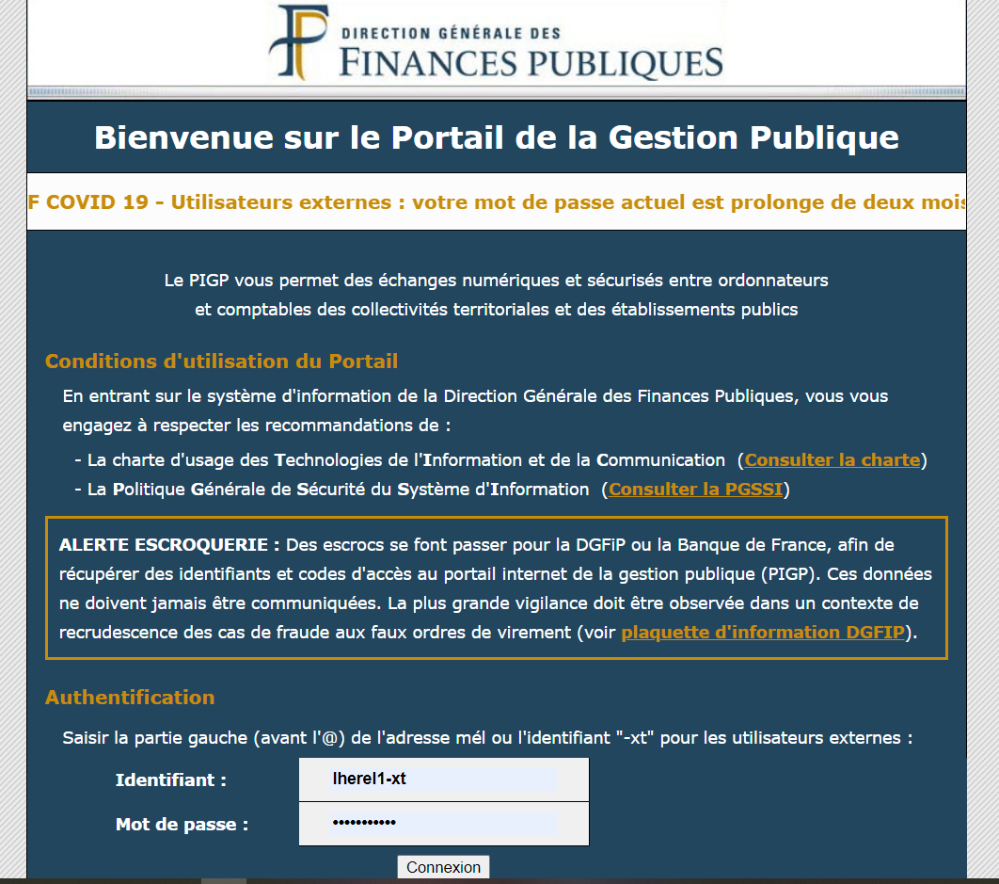 DIRECTION GÉNÉRALE DES
FINANCES PUBLIQUES
Bienvenue sur le Portail de la Gestion Publique
F COVID 19 - Utilisateurs externes : votre mot de passe actuel est prolonge de deux mois
Le PIGP vous permet des échanges numériques et sécurisés entre ordonnateurs
et comptables des collectivités territoriales et des établissements publics
Conditions d'utilisation du Portail
En entrant sur le système d'information de la Direction Générale des Finances Publiques, vous vous
engagez à respecter les recommandations de :
- La charte d'usage des Technologies de l'Information et de la Communication (Consulter la charte)
- La Politique Générale de Sécurité du Système d'Information (Consulter la PGSSI)
ALERTE ESCROQUERIE : Des escrocs se font passer pour la DGFiP ou la Banque de France, afin de
récupérer des identifiants et codes d'accès au portail internet de la gestion publique (PIGP). Ces données
ne doivent jamais être communiquées. La plus grande vigilance doit être observée dans un contexte de
recrudescence des cas de fraude aux faux ordres de virement (voir plaquette d'information DGFIP).
Authentification
Saisir la partie gauche (avant l'@) de l'adresse mél ou l'identifiant "-xt" pour les utilisateurs externes :
Identifiant : lherel1-xt
Mot de passe : •••••••••••
Connexion